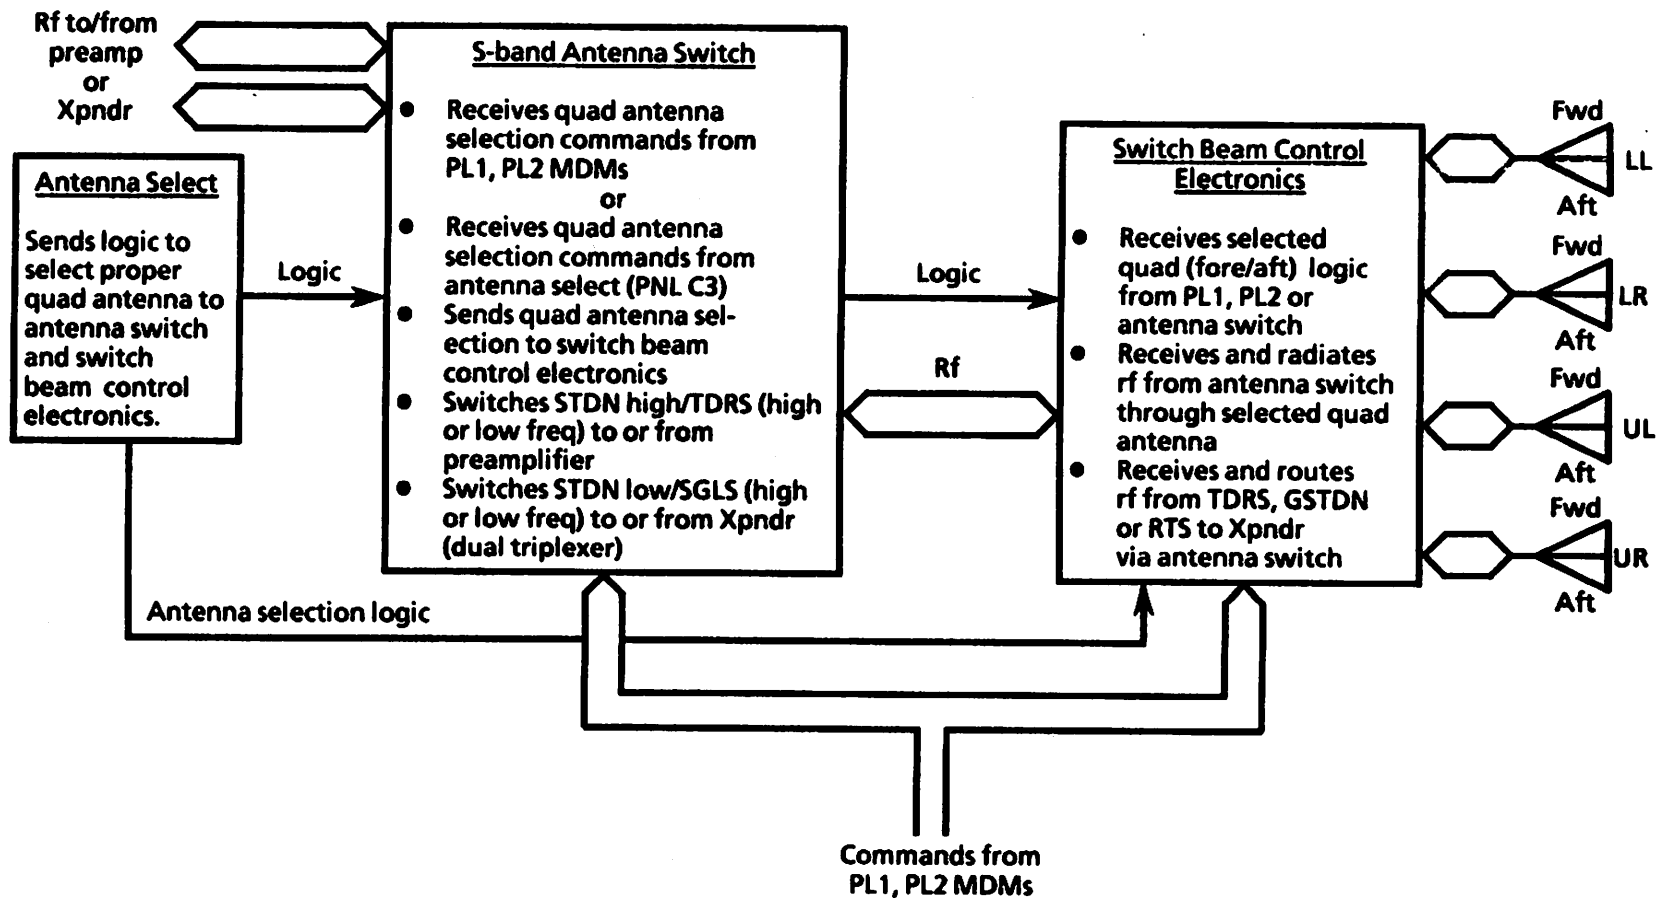 Rf to/from
preamp
or
Xpndr
Antenna Select
Sends logic to
select proper
quad antenna to
antenna switch
and switch
beam control
electronics.
Logic
S-band Antenna Switch
● Receives quad antenna
selection commands from
PL1, PL2 MDMs
or
● Receives quad antenna
selection commands from
antenna select (PNL C3)
● Sends quad antenna sel-
ection to switch beam
control electronics
● Switches STDN high/TDRS (high
or low freq) to or from
preamplifier
● Switches STDN low/SGLS (high
or low freq) to or from Xpndr
(dual triplexer)
Logic
Rf
Switch Beam Control
Electronics
● Receives selected
quad (fore/aft) logic
from PL1, PL2 or
antenna switch
● Receives and radiates
rf from antenna switch
through selected quad
antenna
● Receives and routes
rf from TDRS, GSTDN
or RTS to Xpndr
via antenna switch
Fwd
LL
Aft
Fwd
LR
Aft
Fwd
UL
Aft
Fwd
UR
Aft
Antenna selection logic
Commands from
PL1, PL2 MDMs